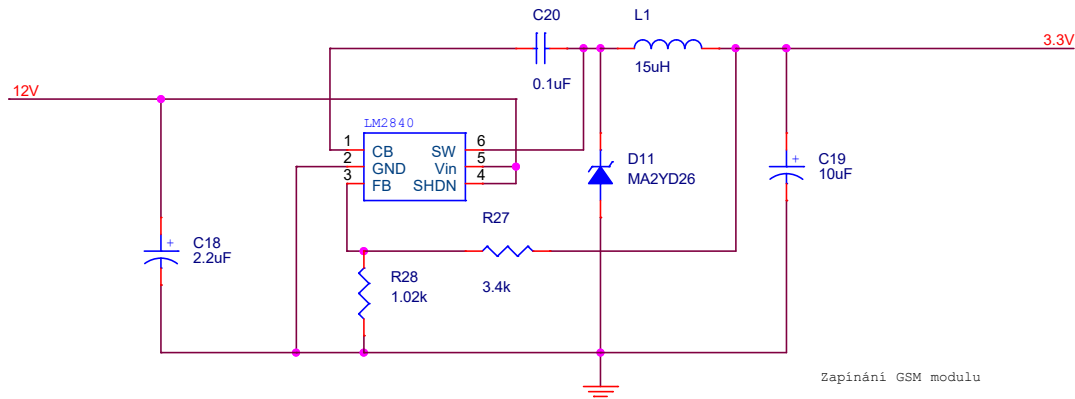 C20
L1
3.3V
15uH
0.1uF
12V
LM2840
1 CB SW 6
2 GND Vin 5
3 FB SHDN 4
D11
MA2YD26
+ C19
10uF
R27
+ C18
2.2uF
R28
1.02k
3.4k
Zapínání GSM modulu